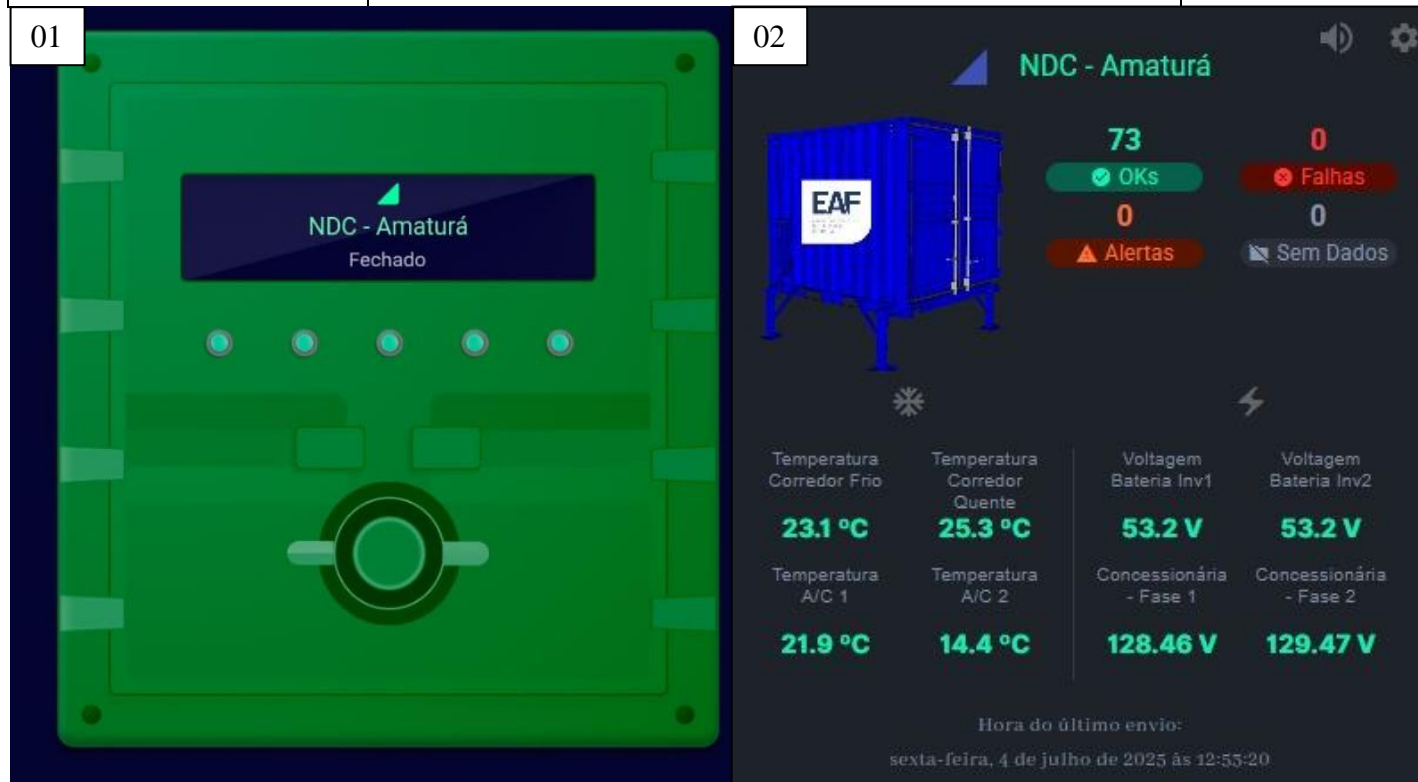 01
NDC - Amaturá
Fechado
02
NDC - Amaturá
73
0
OKs
Falhas
0
0
Alertas
Sem Dados
EAF
Temperatura
Corredor Frio
Temperatura
Corredor
Quente
Voltagem
Bateria Inv1
Voltagem
Bateria Inv2
23.1 ºC
25.3 ºC
53.2 V
53.2 V
Temperatura
A/C 1
Temperatura
A/C 2
Concessionária
- Fase 1
Concessionária
- Fase 2
21.9 ºC
14.4 ºC
128.46 V
129.47 V
Hora do último envio:
sexta-feira, 4 de julho de 2025 às 12:55:20